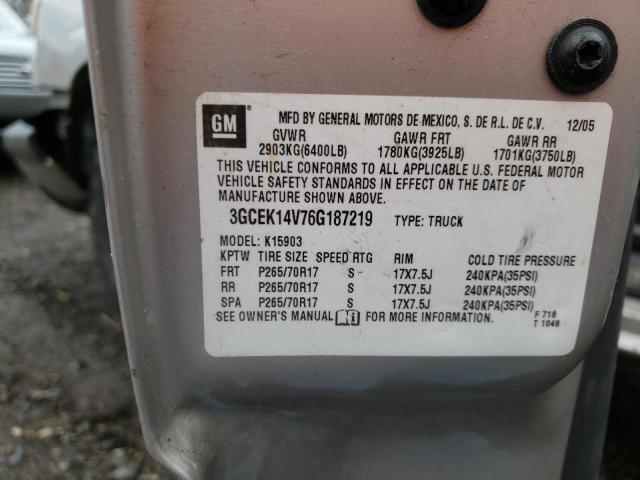 GM
MFD BY GENERAL MOTORS DE MEXICO, S. DE R.L. DE C.V. 12/05
GVWR GAWR FRT GAWR RR
2903KG(6400LB) 1780KG(3925LB) 1701KG(3750LB)
THIS VEHICLE CONFORMS TO ALL APPLICABLE U.S. FEDERAL MOTOR
VEHICLE SAFETY STANDARDS IN EFFECT ON THE DATE OF
MANUFACTURE SHOWN ABOVE.
3GCEK14V76G187219 TYPE: TRUCK
MODEL: K15903
KPTW TIRE SIZE SPEED RTG RIM COLD TIRE PRESSURE
FRT P265/70R17 S 17X7.5J 240KPA(35PSI)
RR P265/70R17 S 17X7.5J 240KPA(35PSI)
SPA P265/70R17 S 17X7.5J 240KPA(35PSI)
SEE OWNER'S MANUAL FOR MORE INFORMATION.
F 718
T 1048